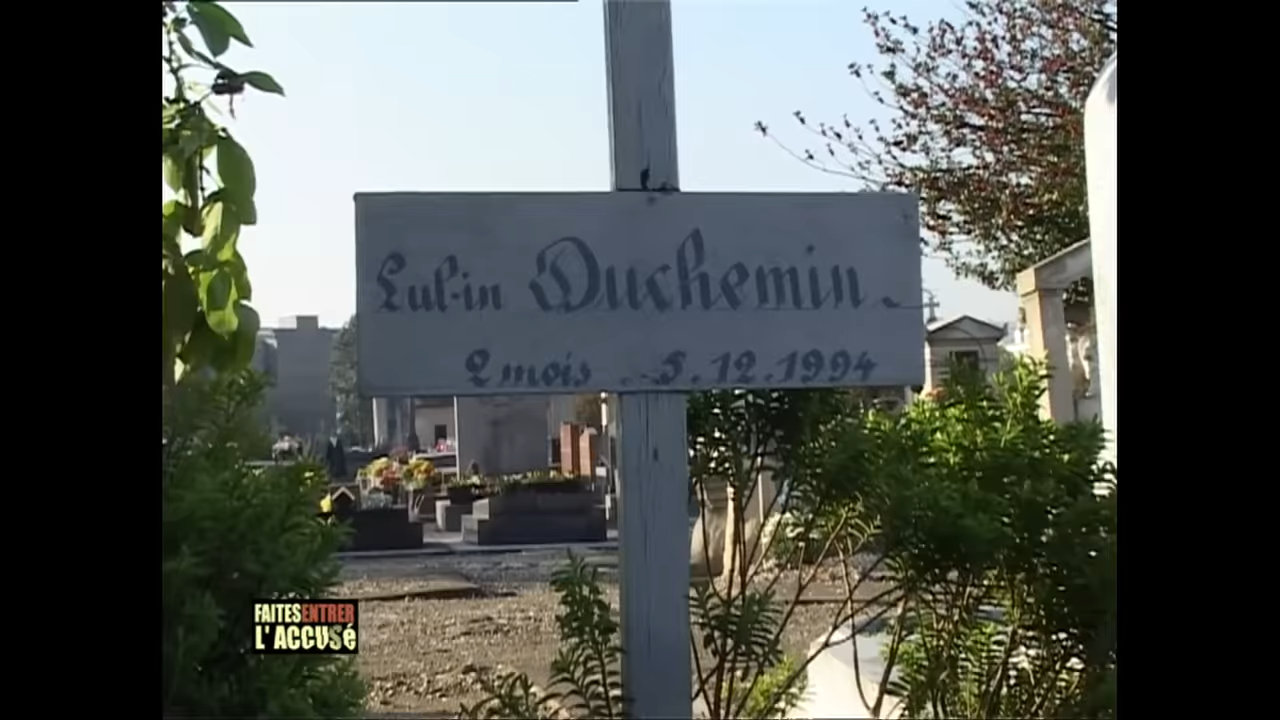 Lubin Duchemin.
2 mois . 5.12.1994
FAITES ENTRER
L'ACCUSé